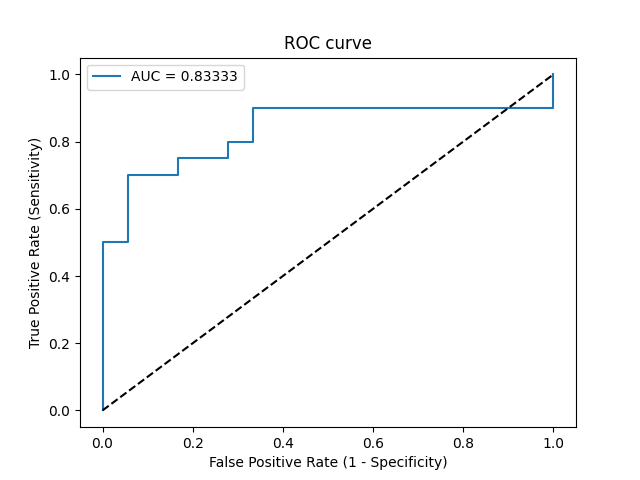 ROC curve
AUC = 0.83333
True Positive Rate (Sensitivity)
1.0
0.8
0.6
0.4
0.2
0.0
0.0 0.2 0.4 0.6 0.8 1.0
False Positive Rate (1 - Specificity)